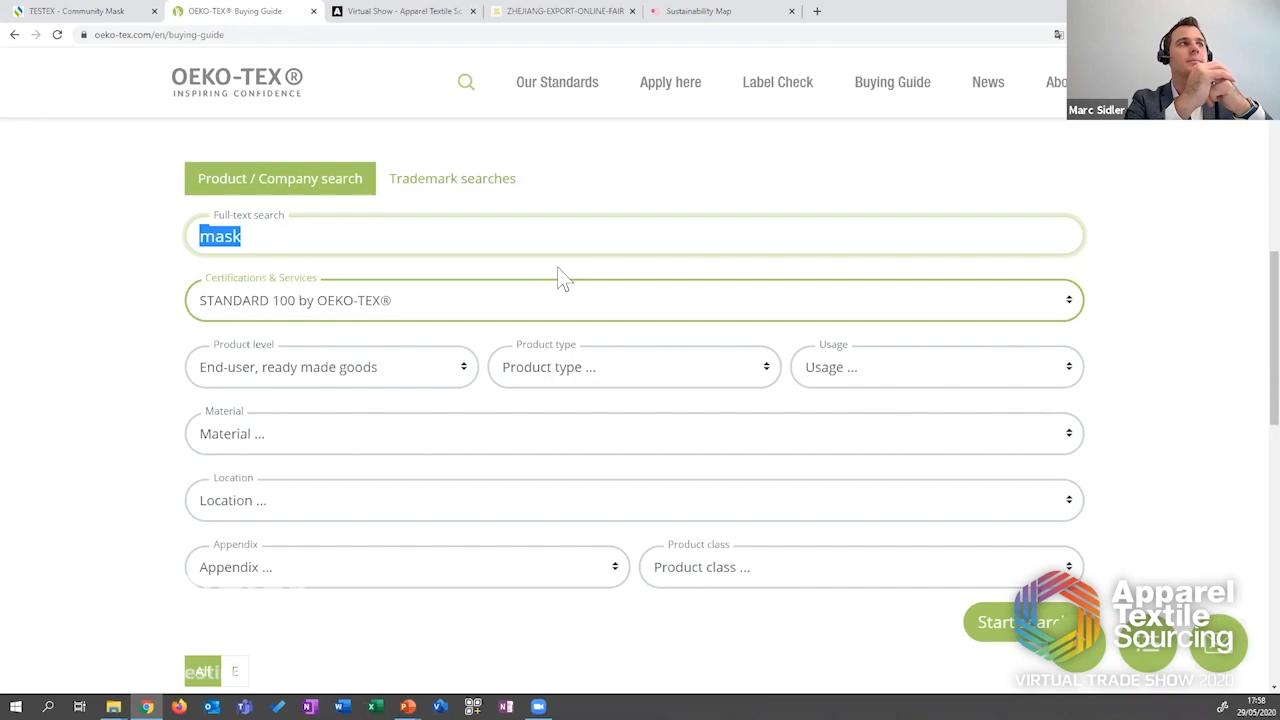 TESTEX - Community Mask
OEKO-TEX® Buying Guide
Virtual Show - Apparel Textile Sc
ZHEJIANG-EXPORT-ONLINE-FAIR
Sustainability Map
oeko-tex.com/en/buying-guide
Marc Sidler
OEKO-TEX®
INSPIRING CONFIDENCE
Our Standards
Apply here
Label Check
Buying Guide
News
Abo
Product / Company search
Trademark searches
Full-text search
mask
Certifications & Services
STANDARD 100 by OEKO-TEX®
Product level
End-user, ready made goods
Product type
Product type ...
Usage
Usage ...
Material
Material ...
Location
Location ...
Appendix
Appendix ...
Product class
Product class ...
Start
All
E
Apparel
Textile
Sourcing
VIRTUAL TRADE SHOW 2020
17:58
29/05/2020